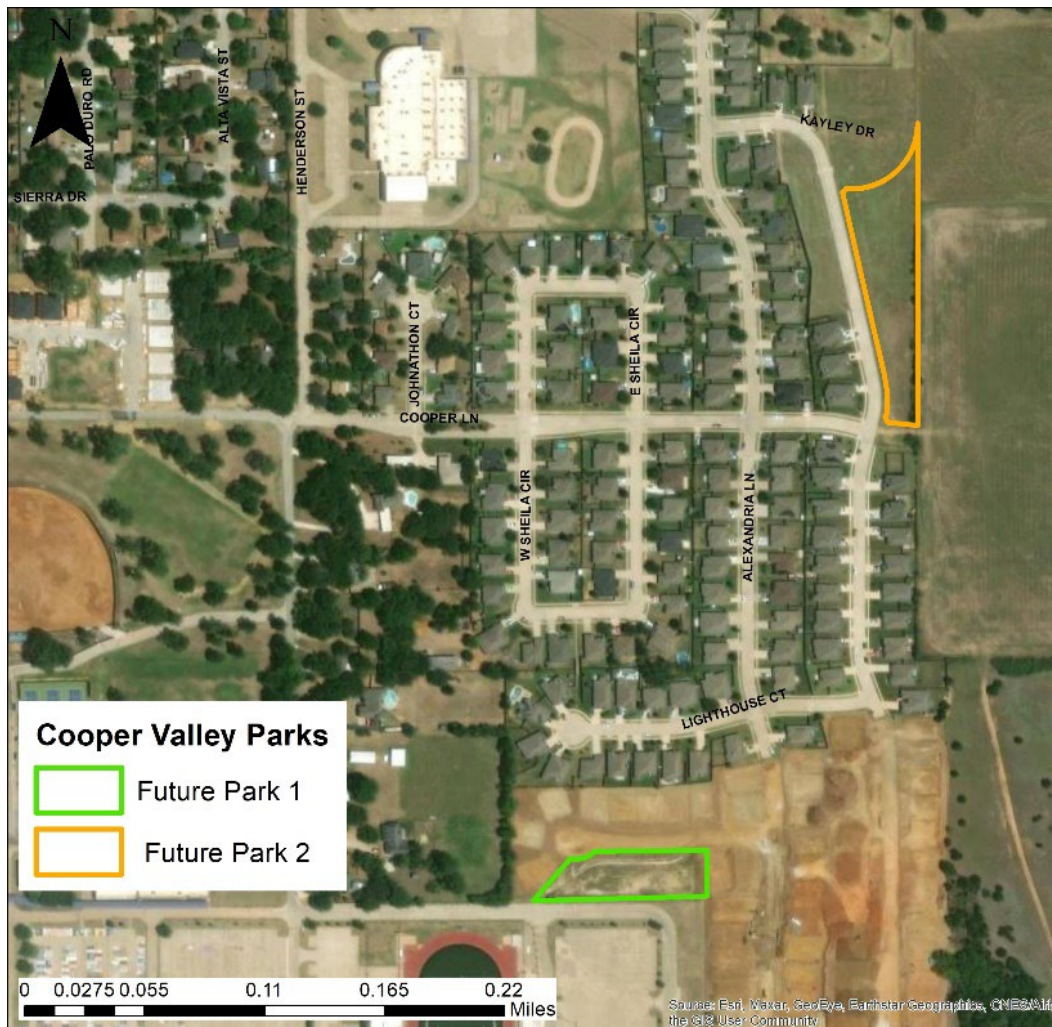 N
PALO DURO RD
ALTA VISTA ST
HENDERSON ST
KAYLEY DR
SIERRA DR
JOHNATHON CT
E SHEILA CIR
COOPER LN
W SHEILA CIR
ALEXANDRIA LN
LIGHTHOUSE CT
Cooper Valley Parks
Future Park 1
Future Park 2
0 0.0275 0.055 0.11 0.165 0.22
Miles
Source: Esri, Maxar, GeoEye, Earthstar Geographics, CNES/Air
the GIS User Community